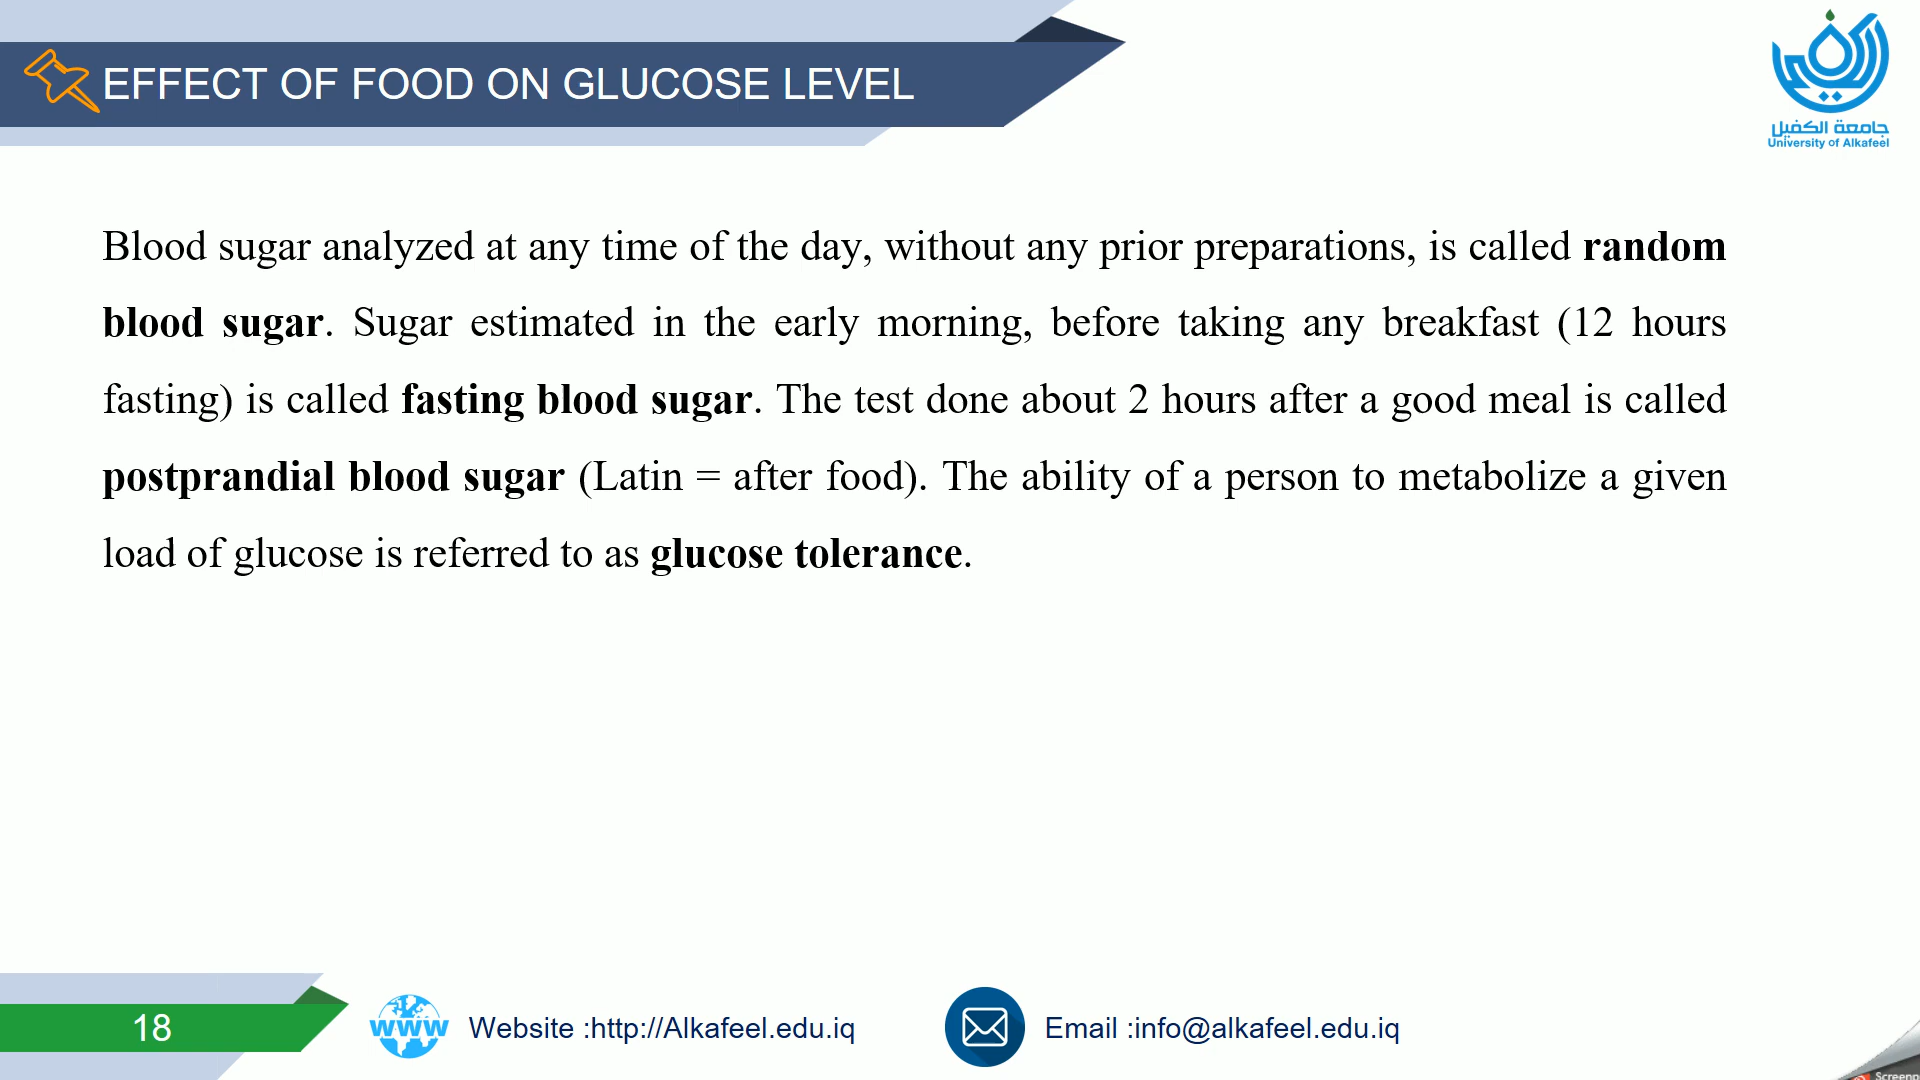 EFFECT OF FOOD ON GLUCOSE LEVEL
جامعة الكفيل
University of Alkafeel
Blood sugar analyzed at any time of the day, without any prior preparations, is called random
blood sugar. Sugar estimated in the early morning, before taking any breakfast (12 hours
fasting) is called fasting blood sugar. The test done about 2 hours after a good meal is called
postprandial blood sugar (Latin = after food). The ability of a person to metabolize a given
load of glucose is referred to as glucose tolerance.
18
www
Website :http://Alkafeel.edu.iq
Email :info@alkafeel.edu.iq